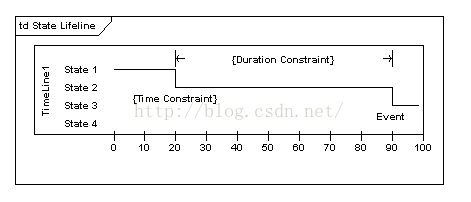 td State Lifeline
TimeLine1
State 1
State 2
State 3
State 4
{Duration Constraint}
{Time Constraint}
Event
http://blog.csdn.net/
0 10 20 30 40 50 60 70 80 90 100